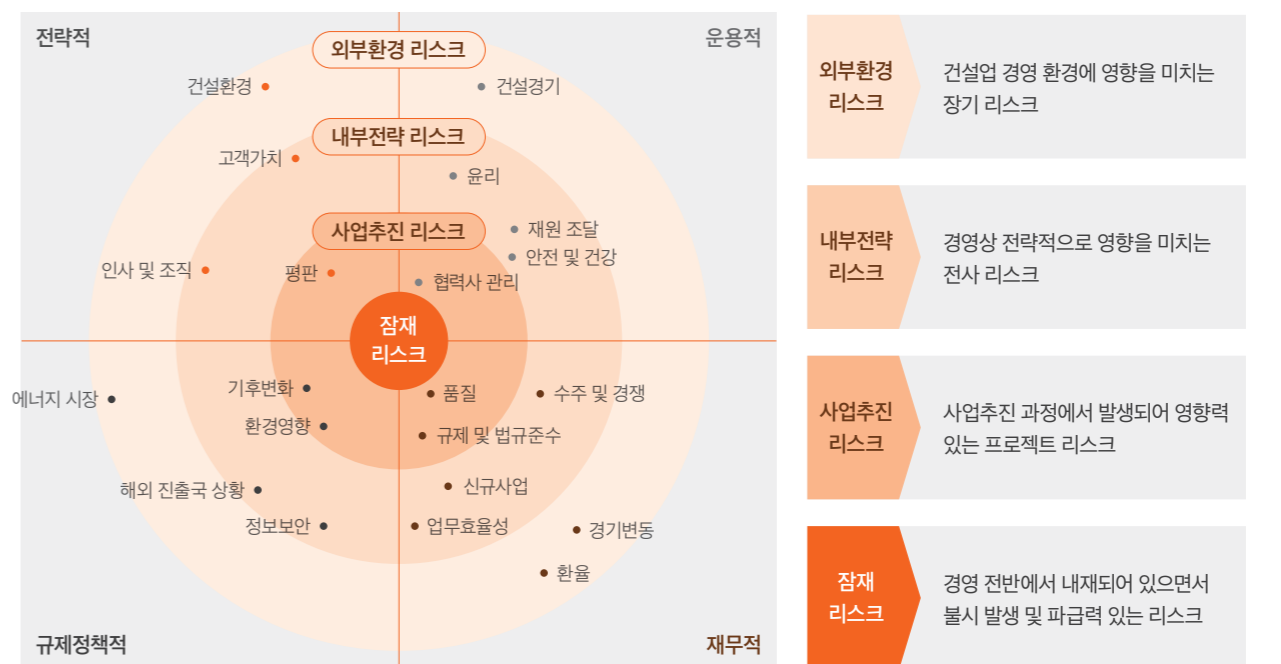 전략적
운용적
외부환경 리스크
건설환경
건설경기
내부전략 리스크
고객가치
윤리
사업추진 리스크
재원 조달
안전 및 건강
인사 및 조직
평판
협력사 관리
잠재
리스크
에너지 시장
기후변화
품질
수주 및 경쟁
환경영향
규제 및 법규준수
해외 진출국 상황
신규사업
정보보안
업무효율성
경기변동
환율
규제정책적
재무적
외부환경
리스크
건설업 경영 환경에 영향을 미치는
장기 리스크
내부전략
리스크
경영상 전략적으로 영향을 미치는
전사 리스크
사업추진
리스크
사업추진 과정에서 발생되어 영향력
있는 프로젝트 리스크
잠재
리스크
경영 전반에서 내재되어 있으면서
불시 발생 및 파급력 있는 리스크